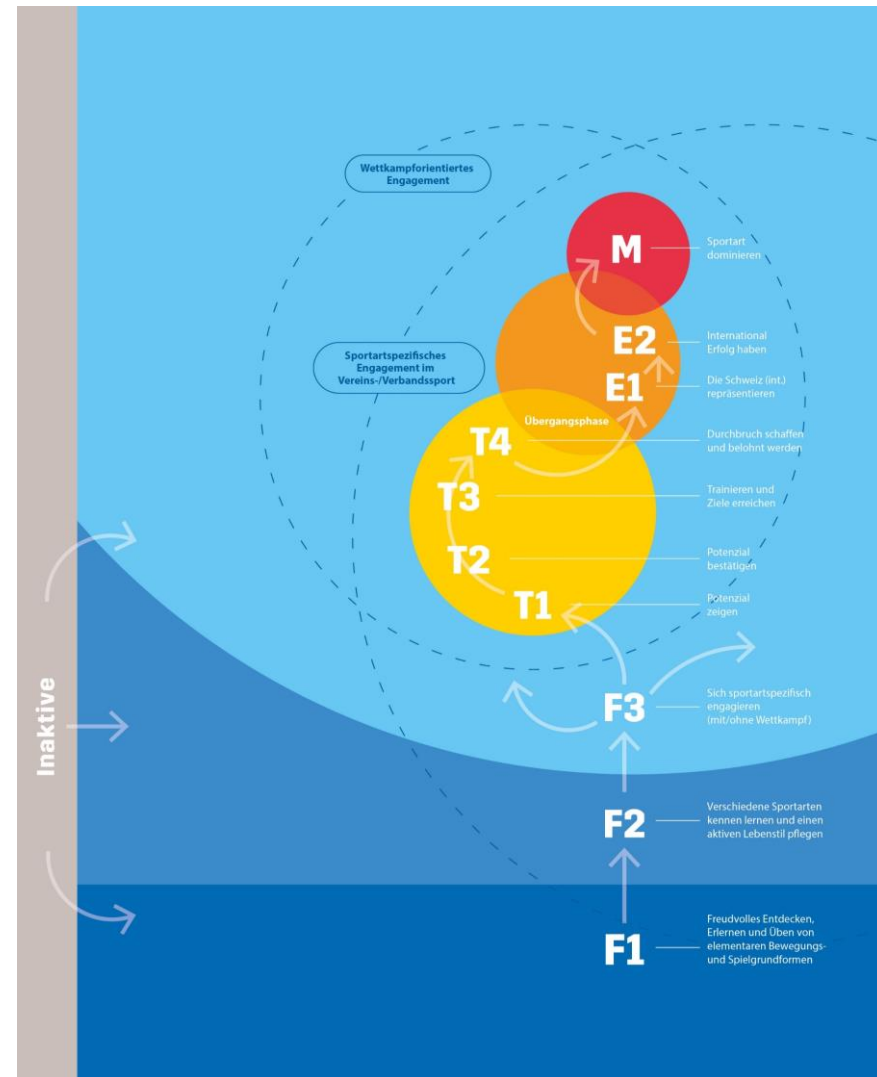 Wettkampforientiertes
Engagement
M
Sportart
dominieren
E2
International
Erfolg haben
Sportartspezifisches
Engagement im
Vereins-/Verbandssport
E1
Die Schweiz (int.)
repräsentieren
Übergangsphase
T4
Durchbruch schaffen
und belohnt werden
T3
Trainieren und
Ziele erreichen
T2
Potenzial
bestätigen
T1
Potenzial
zeigen
Inaktive
F3
Sich sportartspezifisch
engagieren
(mit/ohne Wettkampf)
F2
Verschiedene Sportarten
kennen lernen und einen
aktiven Lebenstil pflegen
F1
Freudvolles Entdecken,
Erlernen und Üben von
elementaren Bewegungs-
und Spielgrundformen